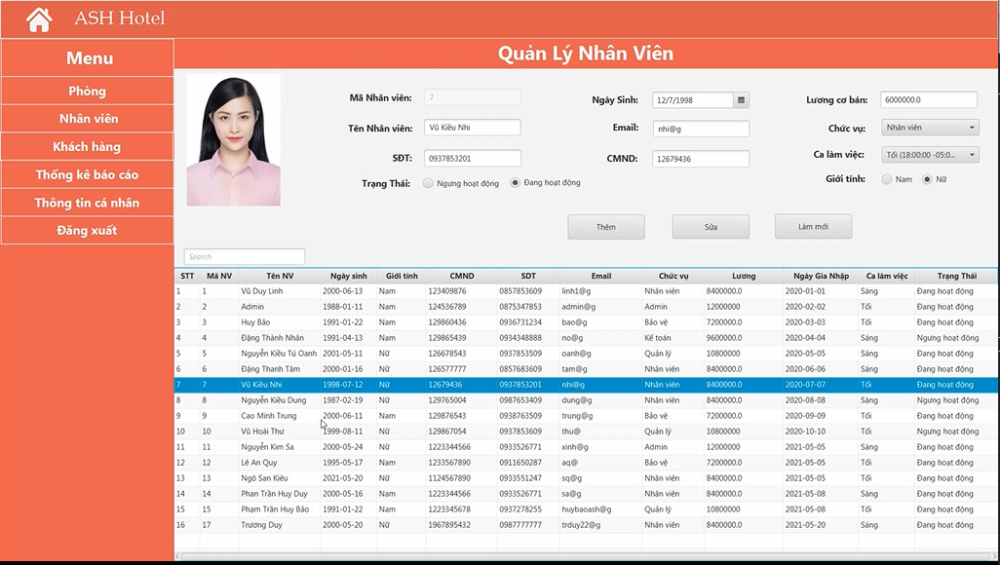 ASH Hotel
Menu
Phòng
Nhân viên
Khách hàng
Thống kê báo cáo
Thông tin cá nhân
Đăng xuất
Quản Lý Nhân Viên
Mã Nhân viên: 7
Ngày Sinh: 12/7/1998
Lương cơ bản: 6000000.0
Tên Nhân viên: Vũ Kiều Nhi
Email: nhi@g
Chức vụ: Nhân viên
SĐT: 0937853201
CMND: 12679436
Ca làm việc: Tối (18:00:00 -05:0...
Trạng Thái: Ngưng hoạt động Đang hoạt động
Giới tính: Nam Nữ
Thêm Sửa Làm mới
Search
STT Mã NV Tên NV Ngày sinh Giới tính CMND SDT Email Chức vụ Lương Ngày Gia Nhập Ca làm việc Trạng Thái
1 1 Vũ Duy Linh 2000-06-13 Nam 123409876 0857853609 linh1@g Nhân viên 8400000.0 2020-01-01 Sáng Đang hoạt động
2 2 Admin 1988-01-11 Nam 124536789 0875347853 admin@g Admin 12000000 2020-02-02 Tối Đang hoạt động
3 3 Huy Bảo 1991-01-22 Nam 129860436 0936731234 bao@g Bảo vệ 7200000.0 2020-03-03 Tối Đang hoạt động
4 4 Đặng Thành Nhân 1991-04-13 Nam 129865439 0934348888 no@g Kế toán 9600000.0 2020-04-04 Sáng Ngưng hoạt động
5 5 Nguyễn Kiều Tú Oanh 2001-05-11 Nữ 126678543 0937853509 oanh@g Quản lý 10800000 2020-05-05 Sáng Đang hoạt động
6 6 Đặng Thanh Tâm 2000-01-16 Nữ 126577777 0857683609 tam@g Nhân viên 8400000.0 2020-06-06 Sáng Đang hoạt động
7 7 Vũ Kiều Nhi 1998-07-12 Nữ 12679436 0937853201 nhi@g Nhân viên 8400000.0 2020-07-07 Tối Đang hoạt động
8 8 Nguyễn Kiều Dung 1987-02-19 Nữ 129765004 0987653409 dung@g Nhân viên 8400000.0 2020-08-08 Sáng Ngưng hoạt động
9 9 Cao Minh Trung 2000-06-11 Nam 129876543 0938763509 trung@g Bảo vệ 7200000.0 2020-09-09 Tối Đang hoạt động
10 10 Vũ Hoài Thư 1999-08-11 Nữ 129867054 0937853609 thu@ Quản lý 10800000 2020-10-10 Tối Ngưng hoạt động
11 11 Nguyễn Kim Sa 2000-05-24 Nữ 1223344566 0933526771 xinh@g Admin 12000000 2021-05-05 Sáng Đang hoạt động
12 12 Lê An Quy 1995-05-17 Nam 1233567890 0911650287 aq@ Bảo vệ 7200000.0 2021-05-05 Tối Đang hoạt động
13 13 Ngô San Kiêu 2021-05-20 Nữ 1124567890 0933551247 sq@g Nhân viên 8400000.0 2021-05-05 Tối Đang hoạt động
14 14 Phan Trần Huy Duy 2000-05-16 Nam 1223344566 0933526771 sa@g Nhân viên 8400000.0 2021-05-08 Sáng Đang hoạt động
15 15 Phạm Trần Huy Bảo 1991-01-22 Nam 1223345678 0937278255 huybaoash@g Quản lý 10800000 2021-05-08 Tối Đang hoạt động
16 17 Trương Duy 2000-05-20 Nữ 1967895432 0987777777 trduy22@g Nhân viên 8400000.0 2021-05-20 Sáng Đang hoạt động